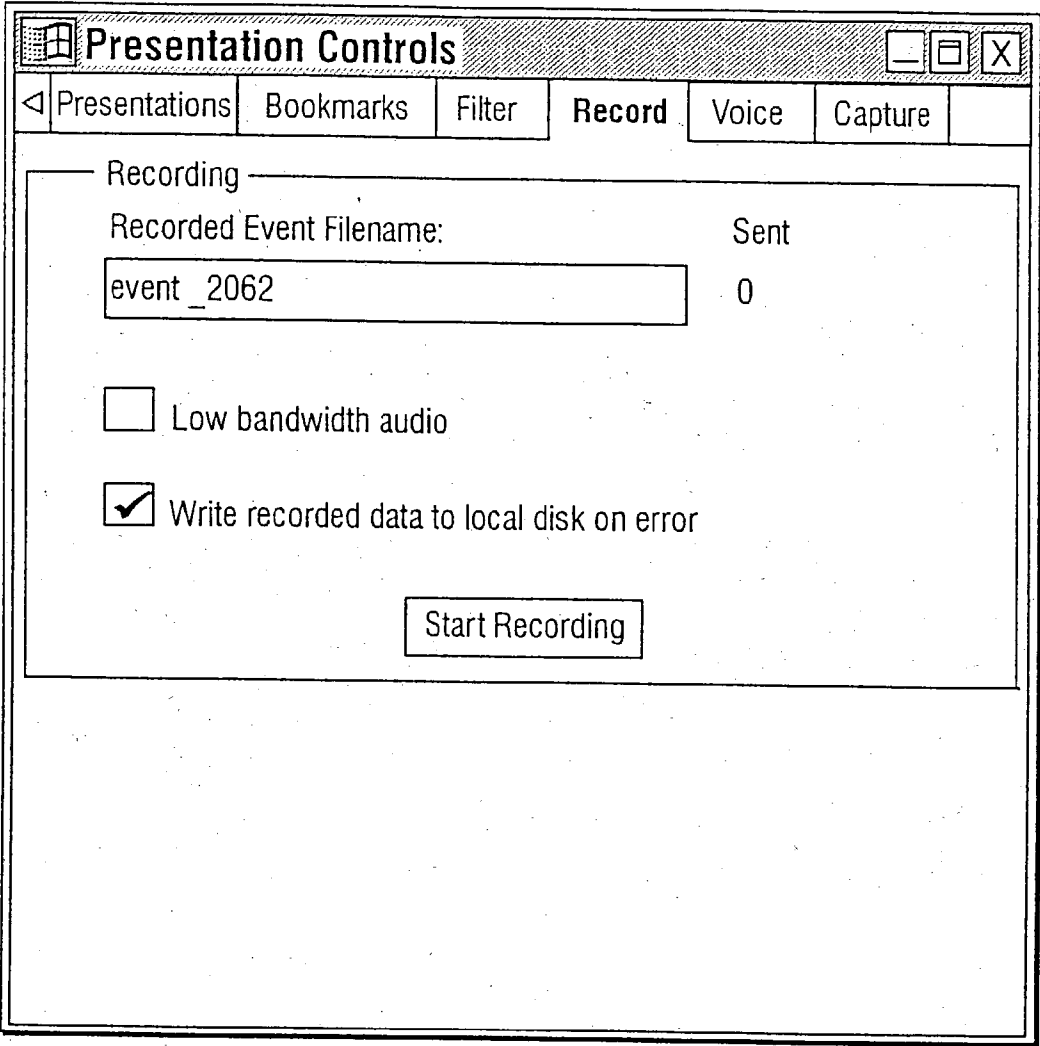 Presentation Controls
Presentations Bookmarks Filter Record Voice Capture
Recording
Recorded Event Filename: Sent
event _2062 0
Low bandwidth audio
Write recorded data to local disk on error
Start Recording